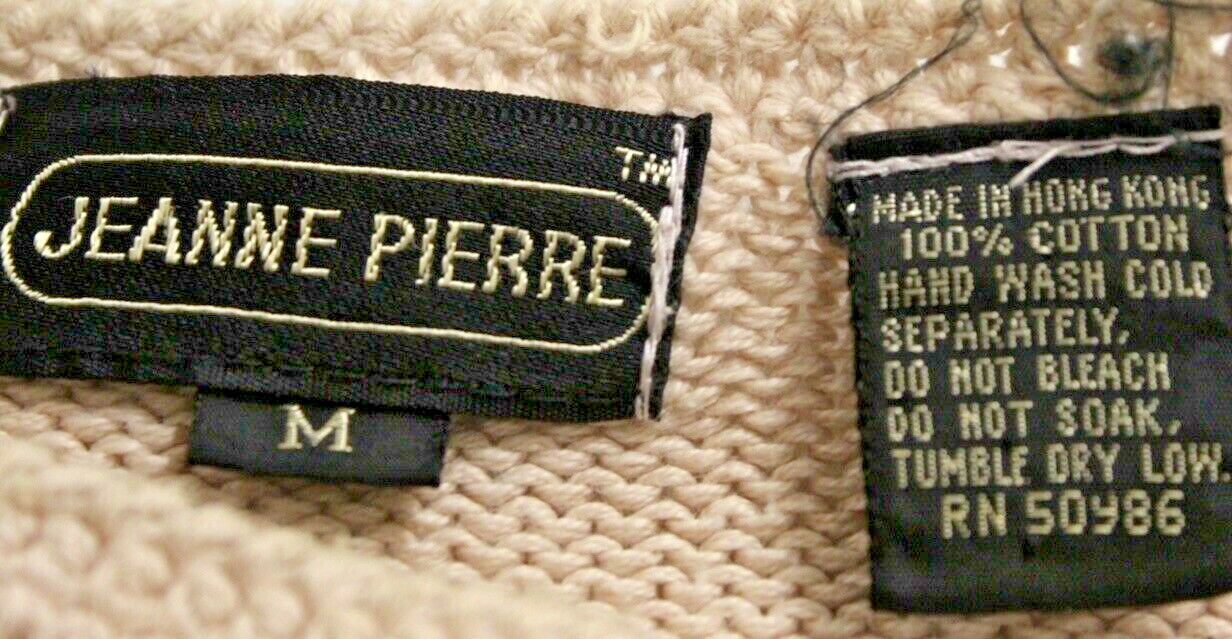 JEANNE PIERRE TM
M
MADE IN HONG KONG
100% COTTON
HAND WASH COLD
SEPARATELY,
DO NOT BLEACH
DO NOT SOAK,
TUMBLE DRY LOW
RN 50986